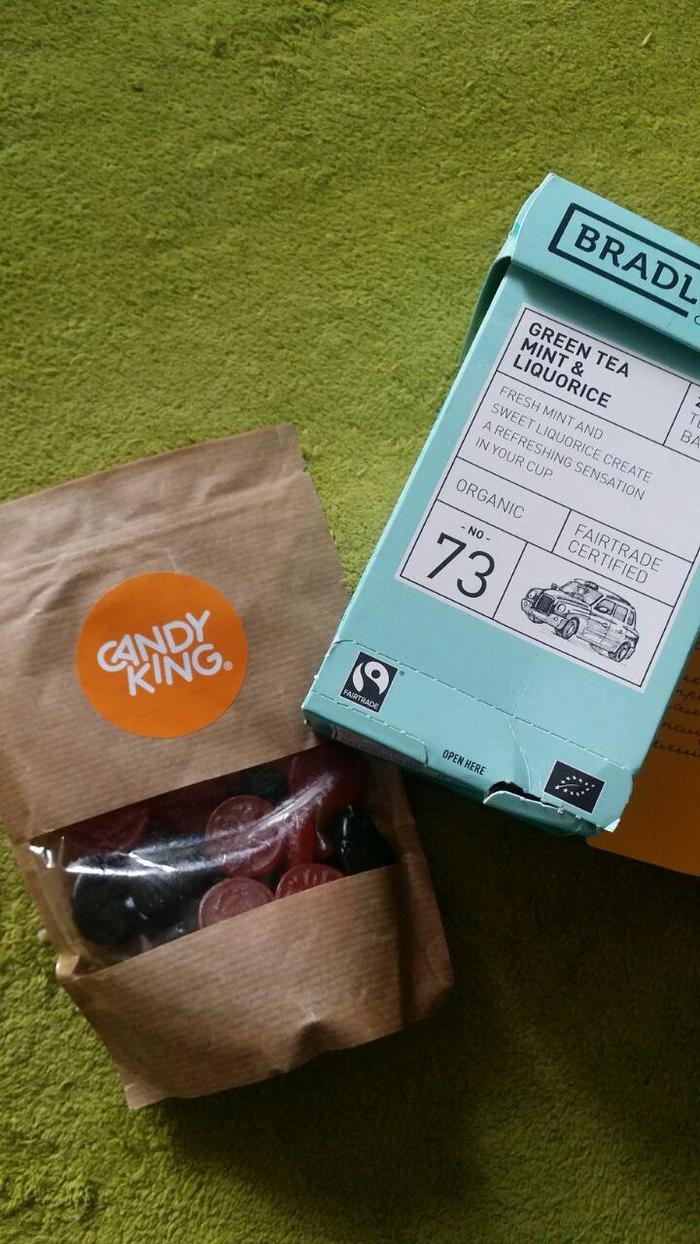 BRADL
GREEN TEA
MINT &
LIQUORICE
FRESH MINT AND
SWEET LIQUORICE CREATE
A REFRESHING SENSATION
IN YOUR CUP.
ORGANIC
FAIRTRADE
CERTIFIED
- NO -
73
FAIRTRADE
OPEN HERE
CANDY
KING®